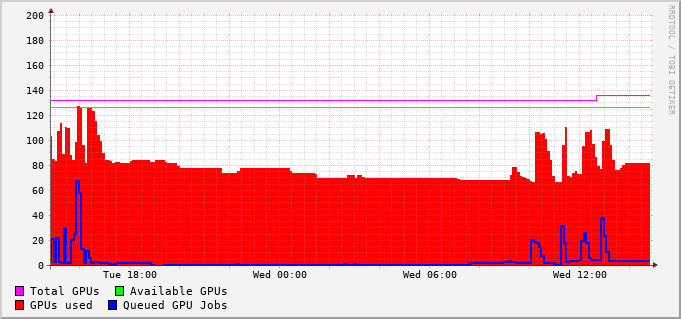 200
180
160
140
120
100
80
60
40
20
0
Tue 18:00 Wed 00:00 Wed 06:00 Wed 12:00
RRDTOOL / TOBI OETIKER
Total GPUs Available GPUs
GPUs used Queued GPU Jobs